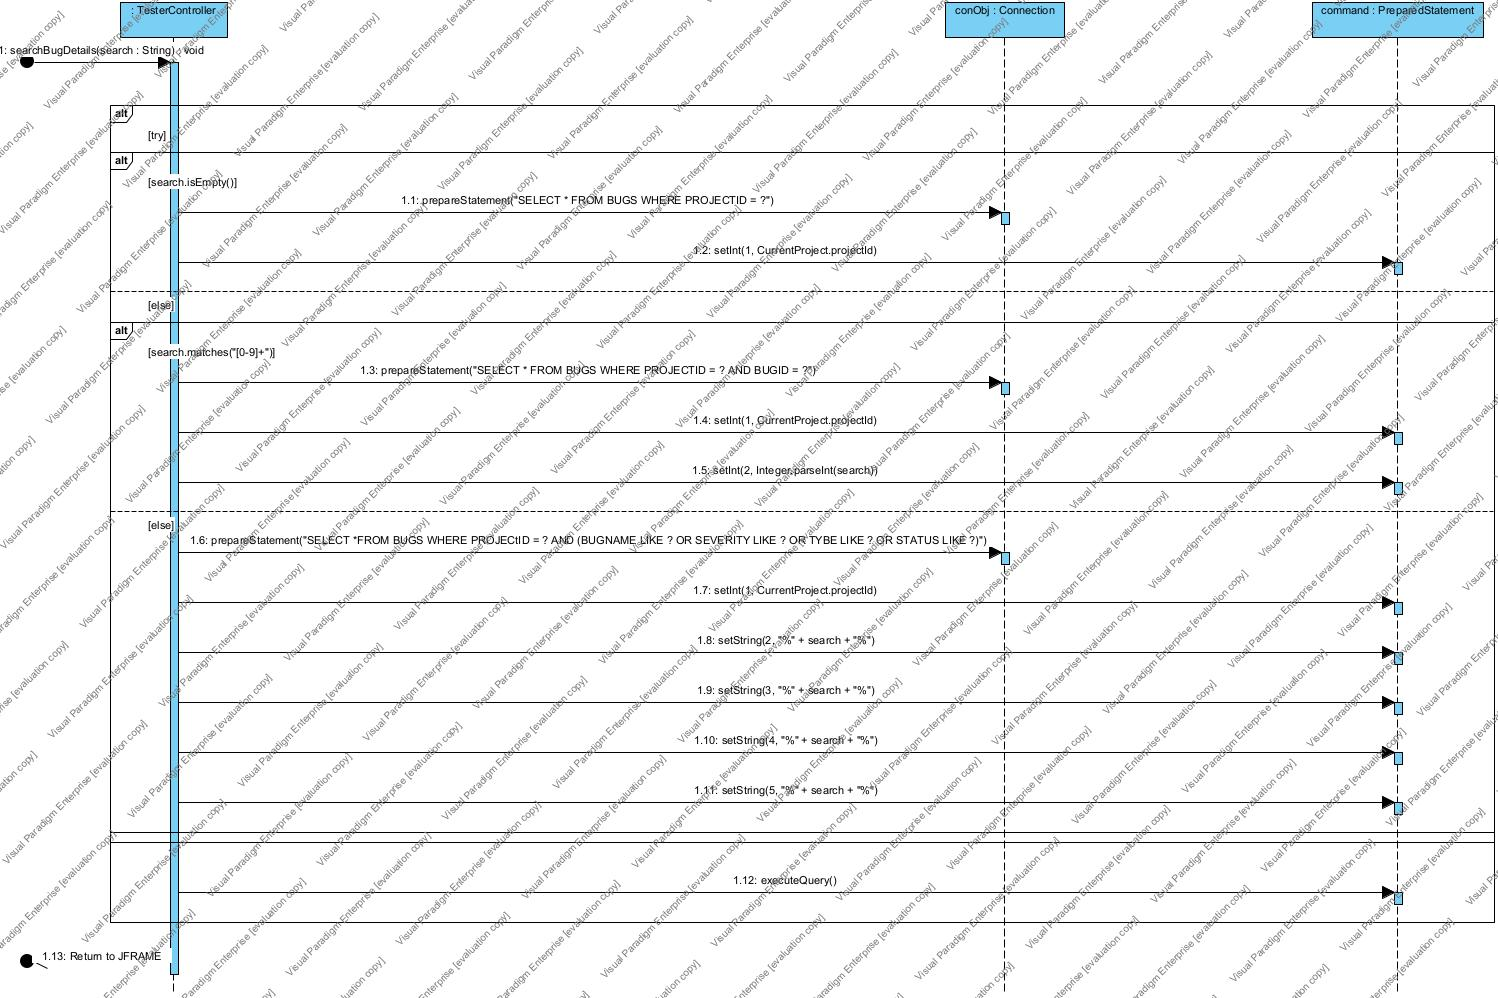 : TesterController
conObj : Connection
command : PreparedStatement
1: searchBugDetails(search : String) : void
alt
[try]
alt
[search.isEmpty()]
1.1: prepareStatement("SELECT * FROM BUGS WHERE PROJECTID = ?")
1.2: setInt(1, CurrentProject.projectId)
[else]
alt
[search.matches("[0-9]+")]
1.3: prepareStatement("SELECT * FROM BUGS WHERE PROJECTID = ? AND BUGID = ?")
1.4: setInt(1, CurrentProject.projectId)
1.5: setInt(2, Integer.parseInt(search))
[else]
1.6: prepareStatement("SELECT *FROM BUGS WHERE PROJECtID = ? AND (BUGNAME LIKE ? OR SEVERITY LIKE ? OR TYBE LIKE ? OR STATUS LIKE ?)")
1.7: setInt(1, CurrentProject.projectId)
1.8: setString(2, "%" + search + "%")
1.9: setString(3, "%" + search + "%")
1.10: setString(4, "%" + search + "%")
1.11: setString(5, "%" + search + "%")
1.12: executeQuery()
1.13: Return to JFRAME
Visual Paradigm Enterprise [evaluation copy]